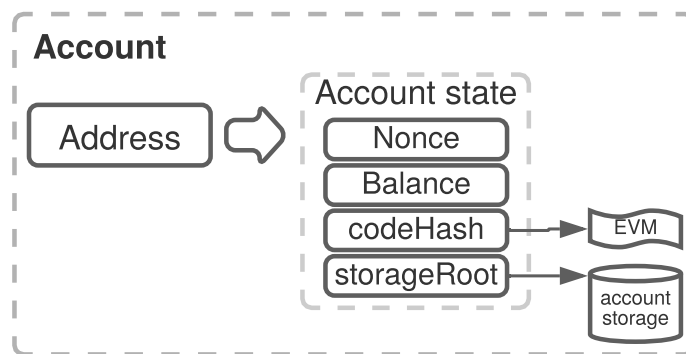 Account
Address
Account state
Nonce
Balance
codeHash
storageRoot
EVM
account
storage